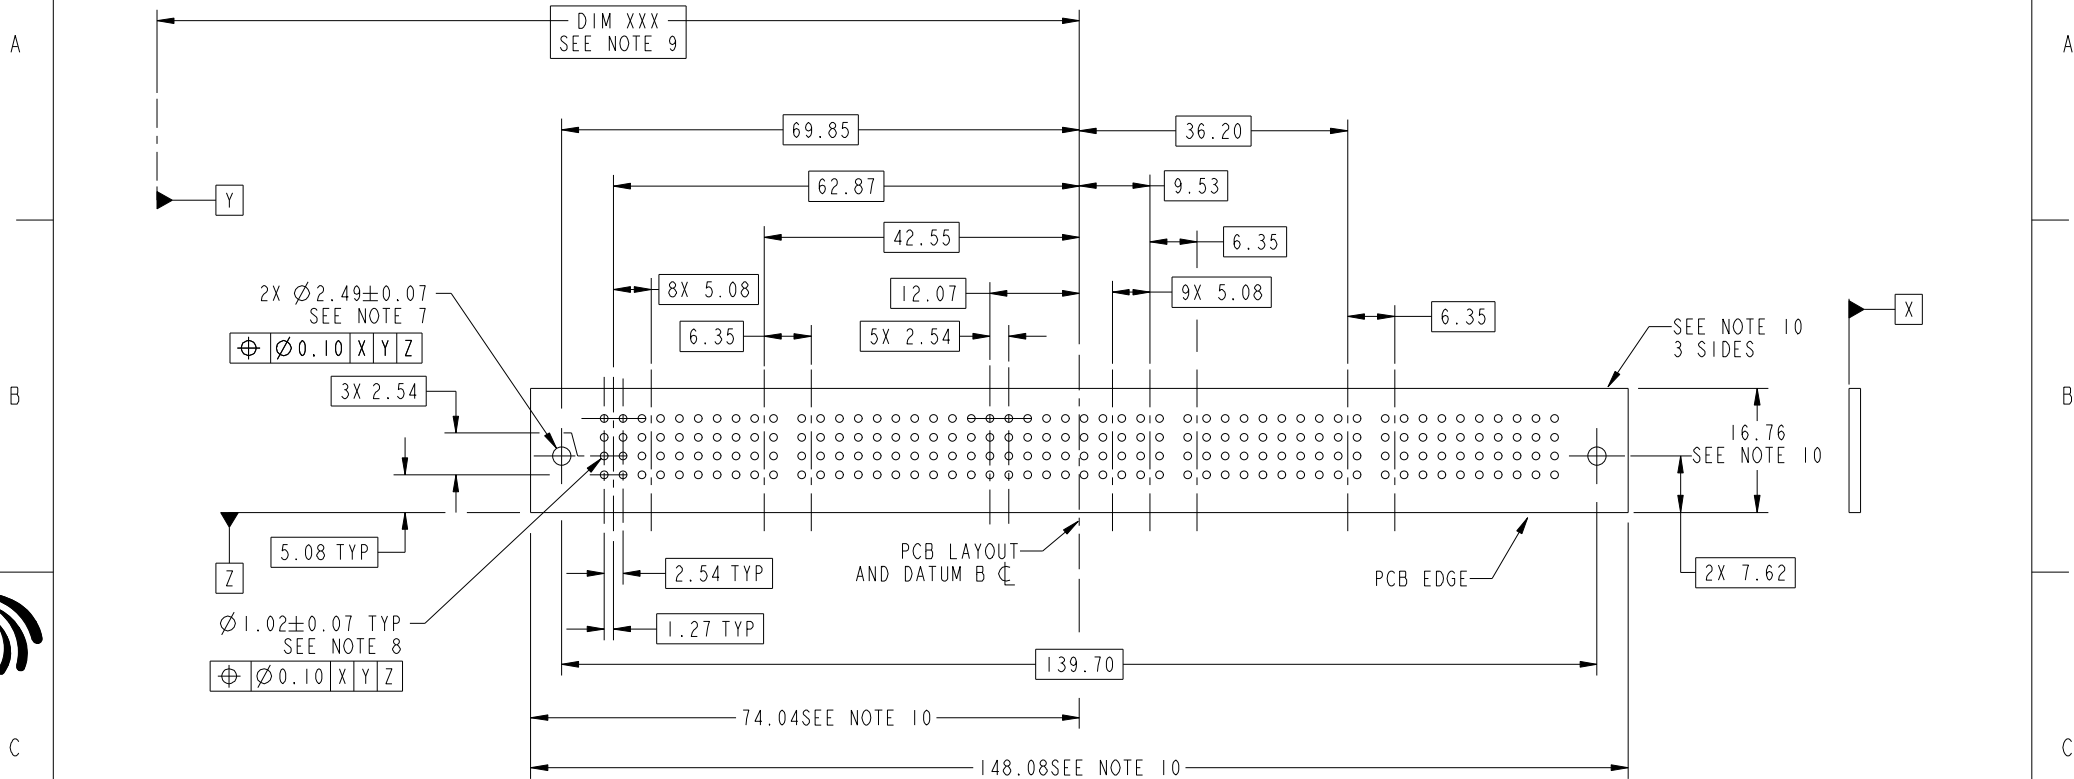 DIM XXX
SEE NOTE 9
A
A
69.85
36.20
62.87
9.53
Y
42.55
6.35
2X Ø2.49±0.07
SEE NOTE 7
⌖ Ø0.10 X Y Z
8X 5.08
12.07
9X 5.08
6.35
5X 2.54
6.35
X
SEE NOTE 10
3 SIDES
3X 2.54
B
B
16.76
SEE NOTE 10
5.08 TYP
Z
PCB LAYOUT
AND DATUM B ℄
2.54 TYP
PCB EDGE
2X 7.62
Ø1.02±0.07 TYP
SEE NOTE 8
⌖ Ø0.10 X Y Z
1.27 TYP
139.70
74.04SEE NOTE 10
C
C
148.08SEE NOTE 10